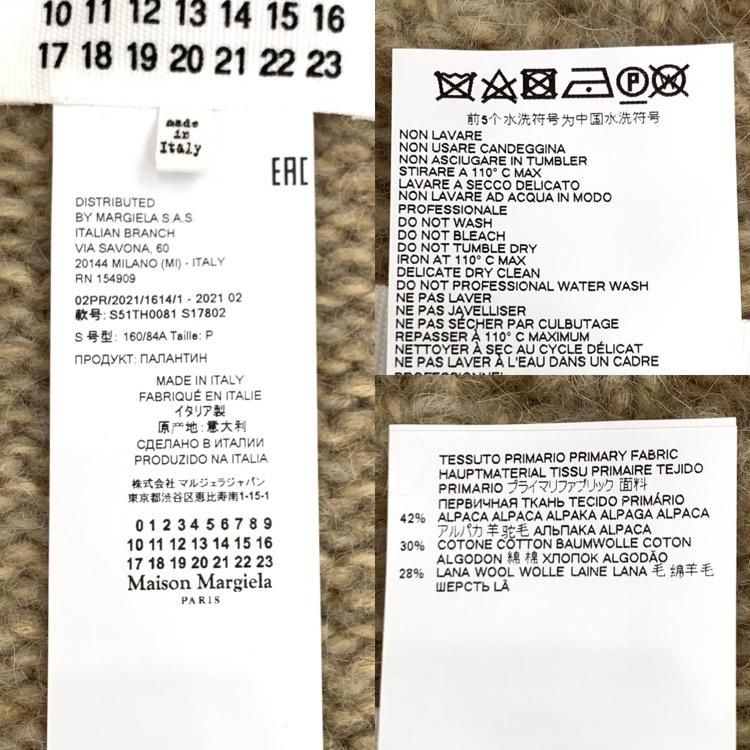 10 11 12 13 14 15 16
17 18 19 20 21 22 23
made
in
Italy
EAC
DISTRIBUTED
BY MARGIELA S.A.S.
ITALIAN BRANCH
VIA SAVONA, 60
20144 MILANO (MI) - ITALY
RN 154909
02PR/2021/1614/1 - 2021 02
款号: S51TH0081 S17802
S 号型: 160/84A Taille: P
ПРОДУКТ: ПАЛАНТИН
MADE IN ITALY
FABRIQUÉ EN ITALIE
イタリア製
原产地: 意大利
СДЕЛАНО В ИТАЛИИ
PRODUZIDO NA ITALIA
株式会社 マルジェラジャパン
東京都渋谷区恵比寿南1-15-1
0 1 2 3 4 5 6 7 8 9
10 11 12 13 14 15 16
17 18 19 20 21 22 23
Maison Margiela
PARIS
P
前5个水洗符号为中国水洗符号
NON LAVARE
NON USARE CANDEGGINA
NON ASCIUGARE IN TUMBLER
STIRARE A 110° C MAX
LAVARE A SECCO DELICATO
NON LAVARE AD ACQUA IN MODO
PROFESSIONALE
DO NOT WASH
DO NOT BLEACH
DO NOT TUMBLE DRY
IRON AT 110° C MAX
DELICATE DRY CLEAN
DO NOT PROFESSIONAL WATER WASH
NE PAS LAVER
NE PAS JAVELLISER
NE PAS SÉCHER PAR CULBUTAGE
REPASSER À 110° C MAXIMUM
NETTOYER À SEC AU CYCLE DÉLICAT
NE PAS LAVER À L'EAU DANS UN CADRE
PROFESSIONNEL
TESSUTO PRIMARIO PRIMARY FABRIC
HAUPTMATERIAL TISSU PRIMAIRE TEJIDO
PRIMARIO プライマリファブリック 面料
ПЕРВИЧНАЯ ТКАНЬ TECIDO PRIMÁRIO
42% ALPACA ALPACA ALPAKA ALPAGA ALPACA
アルパカ 羊驼毛 АЛЬПАКА ALPACA
30% COTONE COTTON BAUMWOLLE COTON
ALGODON 綿 棉 ХЛОПОК ALGODÃO
28% LANA WOOL WOLLE LAINE LANA 毛 绵羊毛
ШЕРСТЬ LÃ